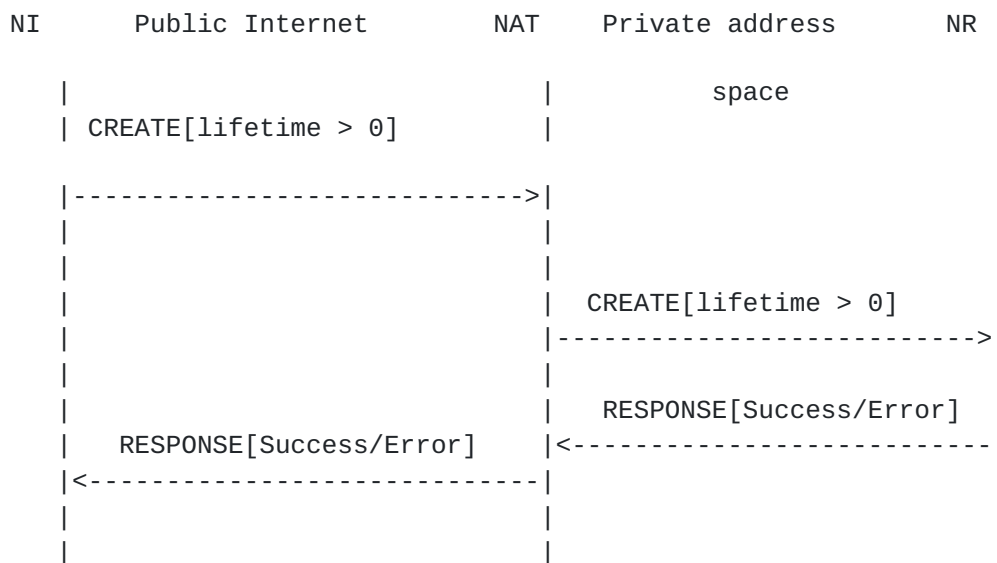 NI      Public Internet        NAT    Private address       NR
   |                              |          space
   | CREATE[lifetime > 0]         |
   |----------------------------->|
   |                              |
   |                              |
   |                              |  CREATE[lifetime > 0]
   |                              |--------------------------->
   |                              |
   |                              |   RESPONSE[Success/Error]
   |   RESPONSE[Success/Error]    |<---------------------------
   |<-----------------------------|
   |                              |
   |                              |